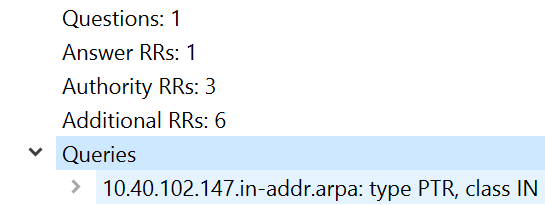 Questions: 1
Answer RRs: 1
Authority RRs: 3
Additional RRs: 6
Queries
10.40.102.147.in-addr.arpa: type PTR, class IN